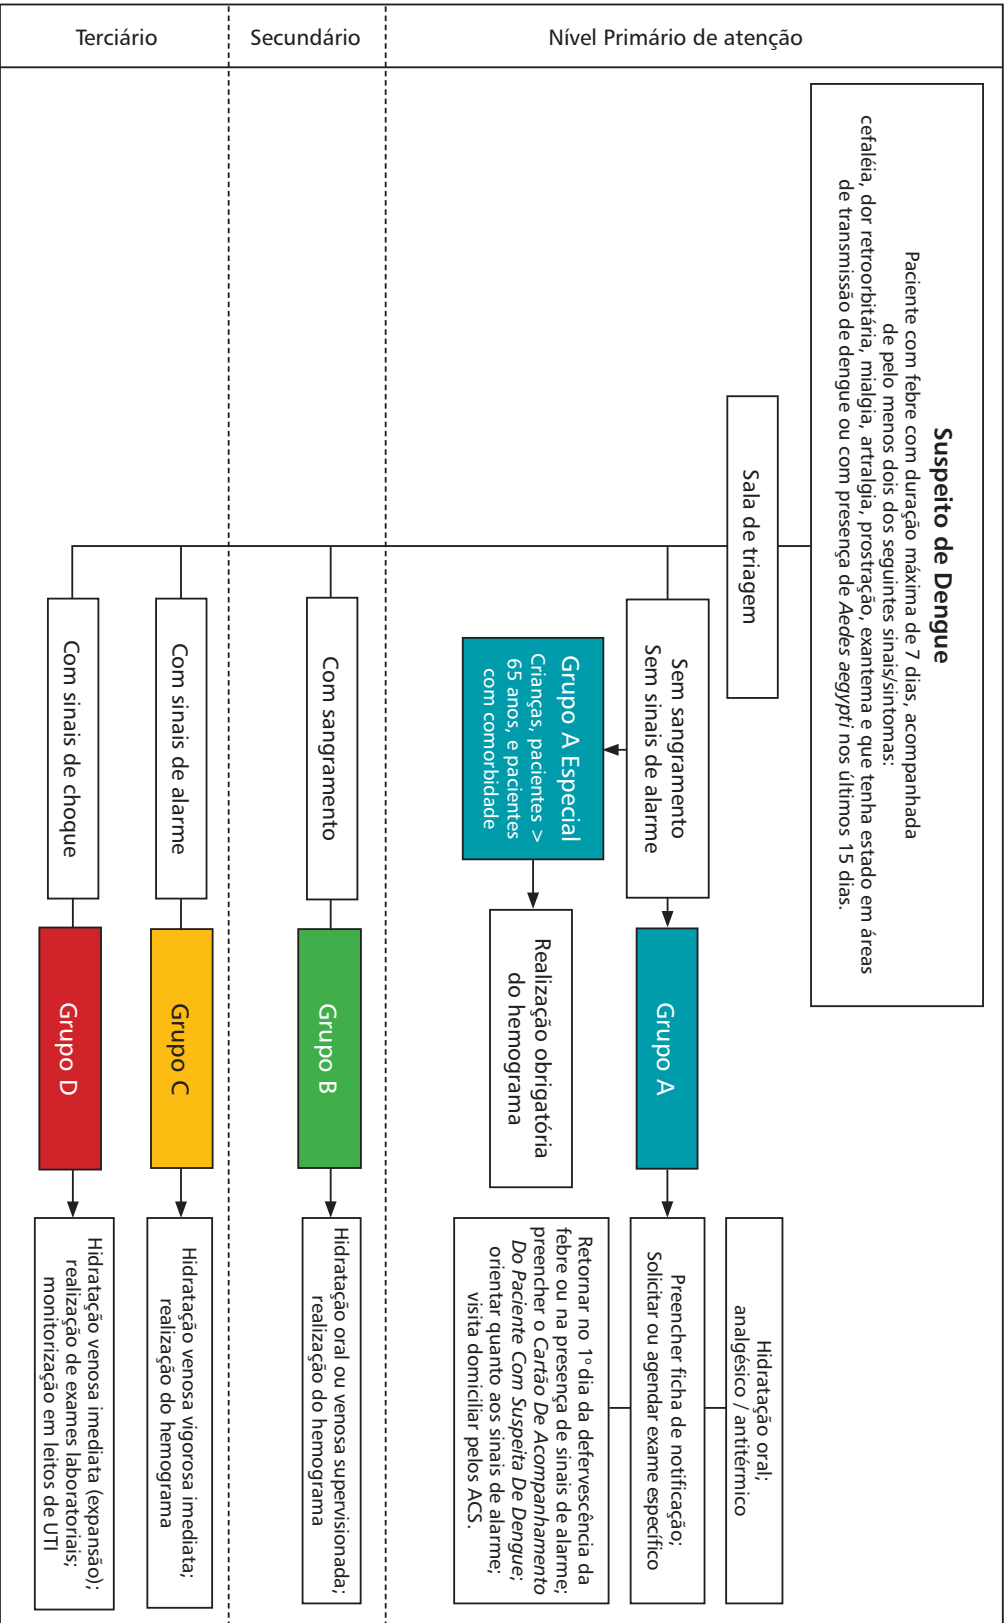 Nível Primário de atenção
Secundário
Terciário
Suspeito de Dengue
Paciente com febre com duração máxima de 7 dias, acompanhada
de pelo menos dois dos seguintes sinais/sintomas:
cefaléia, dor retroorbitária, mialgia, artralgia, prostração, exantema e que tenha estado em áreas
de transmissão de dengue ou com presença de Aedes aegypti nos últimos 15 dias.
Sala de triagem
Sem sangramento
Sem sinais de alarme
Grupo A
Hidratação oral;
analgésico / antitérmico
Preencher ficha de notificação;
Solicitar ou agendar exame específico
Retornar no 1º dia da defervescência da
febre ou na presença de sinais de alarme;
preencher o Cartão De Acompanhamento
Do Paciente Com Suspeita De Dengue;
orientar quanto aos sinais de alarme;
visita domiciliar pelos ACS.
Grupo A Especial
Crianças, pacientes >
65 anos, e pacientes
com comorbidade
Realização obrigatória
do hemograma
Com sangramento
Grupo B
Hidratação oral ou venosa supervisionada;
realização do hemograma
Com sinais de alarme
Grupo C
Hidratação venosa vigorosa imediata;
realização do hemograma
Com sinais de choque
Grupo D
Hidratação venosa imediata (expansão);
realização de exames laboratoriais;
monitorização em leitos de UTI